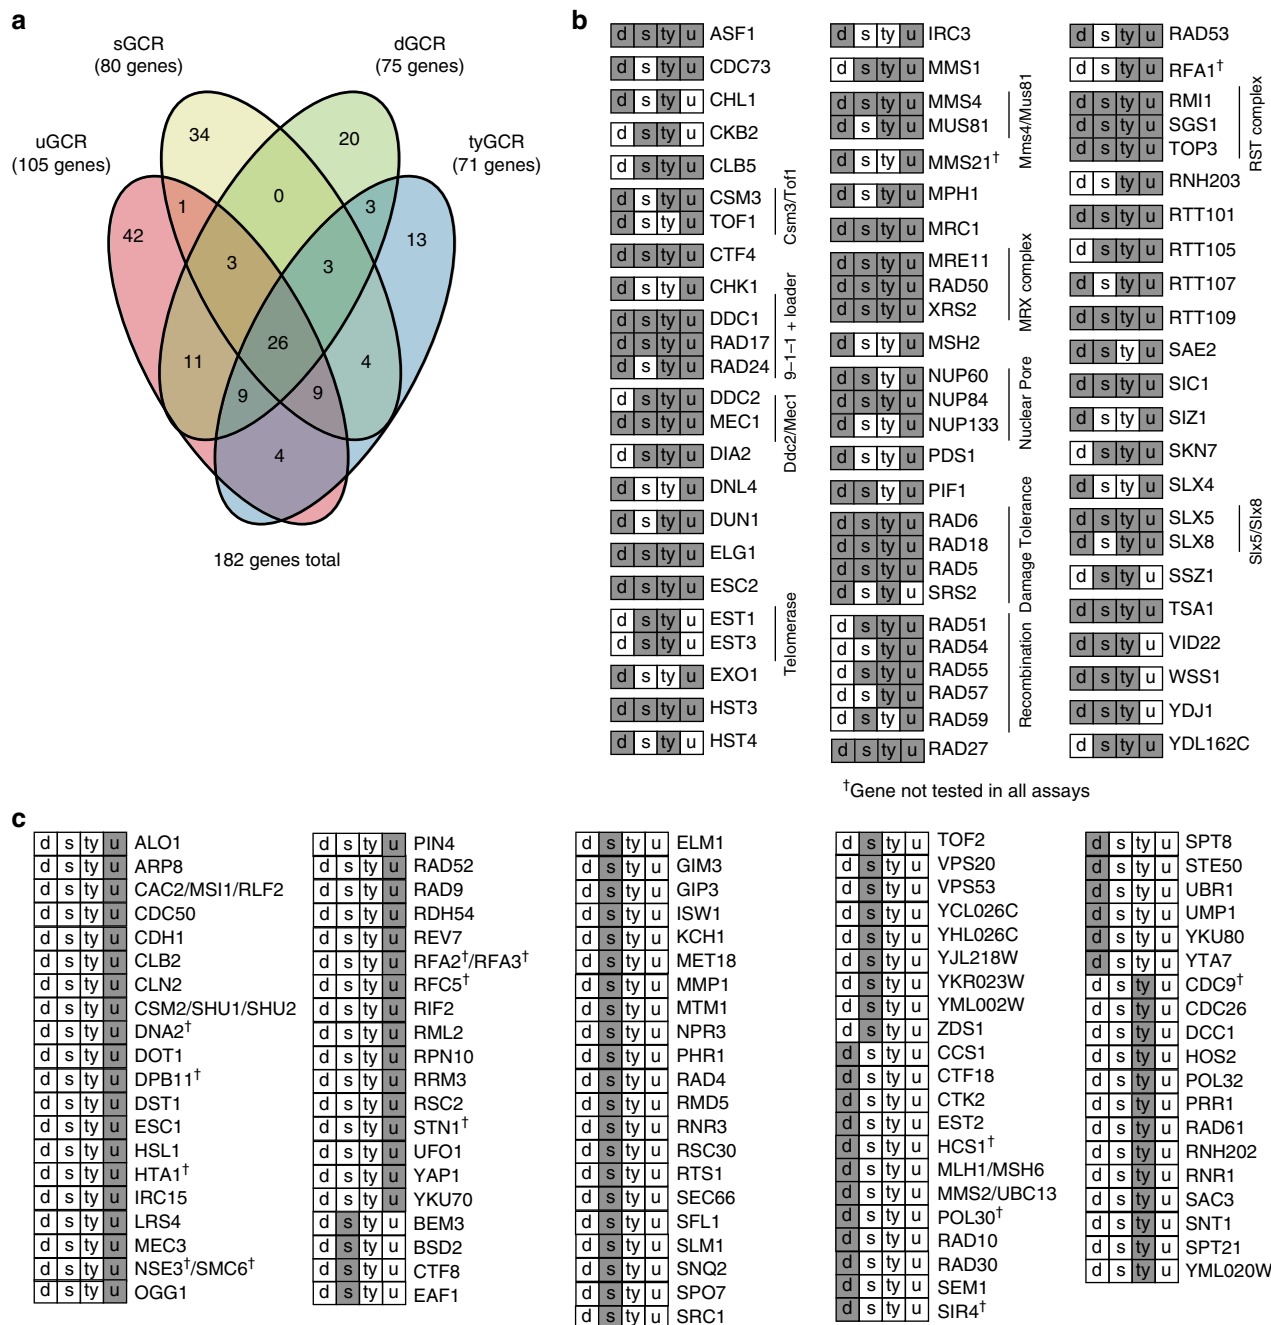 a
sGCR
(80 genes)
dGCR
(75 genes)
uGCR
(105 genes)
tyGCR
(71 genes)
34
20
0
1
3
42
13
3
3
26
11
4
9
9
4
182 genes total
b
d s ty u ASF1
d s ty u CDC73
d s ty u CHL1
d s ty u CKB2
d s ty u CLB5
d s ty u CSM3
d s ty u TOF1
Csm3/Tof1
d s ty u CTF4
d s ty u CHK1
d s ty u DDC1
d s ty u RAD17
d s ty u RAD24
9–1–1 + loader
d s ty u DDC2
d s ty u MEC1
Ddc2/Mec1
d s ty u DIA2
d s ty u DNL4
d s ty u DUN1
d s ty u ELG1
d s ty u ESC2
d s ty u EST1
d s ty u EST3
Telomerase
d s ty u EXO1
d s ty u HST3
d s ty u HST4
d s ty u IRC3
d s ty u MMS1
d s ty u MMS4
d s ty u MUS81
Mms4/Mus81
d s ty u MMS21†
d s ty u MPH1
d s ty u MRC1
d s ty u MRE11
d s ty u RAD50
d s ty u XRS2
MRX complex
d s ty u MSH2
d s ty u NUP60
d s ty u NUP84
d s ty u NUP133
Nuclear Pore
d s ty u PDS1
d s ty u PIF1
d s ty u RAD6
d s ty u RAD18
d s ty u RAD5
d s ty u SRS2
Damage Tolerance
d s ty u RAD51
d s ty u RAD54
d s ty u RAD55
d s ty u RAD57
d s ty u RAD59
Recombination
d s ty u RAD27
d s ty u RAD53
d s ty u RFA1†
d s ty u RMI1
d s ty u SGS1
d s ty u TOP3
RST complex
d s ty u RNH203
d s ty u RTT101
d s ty u RTT105
d s ty u RTT107
d s ty u RTT109
d s ty u SAE2
d s ty u SIC1
d s ty u SIZ1
d s ty u SKN7
d s ty u SLX4
d s ty u SLX5
d s ty u SLX8
Slx5/Slx8
d s ty u SSZ1
d s ty u TSA1
d s ty u VID22
d s ty u WSS1
d s ty u YDJ1
d s ty u YDL162C
†Gene not tested in all assays
c
d s ty u ALO1
d s ty u ARP8
d s ty u CAC2/MSI1/RLF2
d s ty u CDC50
d s ty u CDH1
d s ty u CLB2
d s ty u CLN2
d s ty u CSM2/SHU1/SHU2
d s ty u DNA2†
d s ty u DOT1
d s ty u DPB11†
d s ty u DST1
d s ty u ESC1
d s ty u HSL1
d s ty u HTA1†
d s ty u IRC15
d s ty u LRS4
d s ty u MEC3
d s ty u NSE3†/SMC6†
d s ty u OGG1
d s ty u PIN4
d s ty u RAD52
d s ty u RAD9
d s ty u RDH54
d s ty u REV7
d s ty u RFA2†/RFA3†
d s ty u RFC5†
d s ty u RIF2
d s ty u RML2
d s ty u RPN10
d s ty u RRM3
d s ty u RSC2
d s ty u STN1†
d s ty u UFO1
d s ty u YAP1
d s ty u YKU70
d s ty u BEM3
d s ty u BSD2
d s ty u CTF8
d s ty u EAF1
d s ty u ELM1
d s ty u GIM3
d s ty u GIP3
d s ty u ISW1
d s ty u KCH1
d s ty u MET18
d s ty u MMP1
d s ty u MTM1
d s ty u NPR3
d s ty u PHR1
d s ty u RAD4
d s ty u RMD5
d s ty u RNR3
d s ty u RSC30
d s ty u RTS1
d s ty u SEC66
d s ty u SFL1
d s ty u SLM1
d s ty u SNQ2
d s ty u SPO7
d s ty u SRC1
d s ty u TOF2
d s ty u VPS20
d s ty u VPS53
d s ty u YCL026C
d s ty u YHL026C
d s ty u YJL218W
d s ty u YKR023W
d s ty u YML002W
d s ty u ZDS1
d s ty u CCS1
d s ty u CTF18
d s ty u CTK2
d s ty u EST2
d s ty u HCS1†
d s ty u MLH1/MSH6
d s ty u MMS2/UBC13
d s ty u POL30†
d s ty u RAD10
d s ty u RAD30
d s ty u SEM1
d s ty u SIR4†
d s ty u SPT8
d s ty u STE50
d s ty u UBR1
d s ty u UMP1
d s ty u YKU80
d s ty u YTA7
d s ty u CDC9†
d s ty u CDC26
d s ty u DCC1
d s ty u HOS2
d s ty u POL32
d s ty u PRR1
d s ty u RAD61
d s ty u RNH202
d s ty u RNR1
d s ty u SAC3
d s ty u SNT1
d s ty u SPT21
d s ty u YML020W